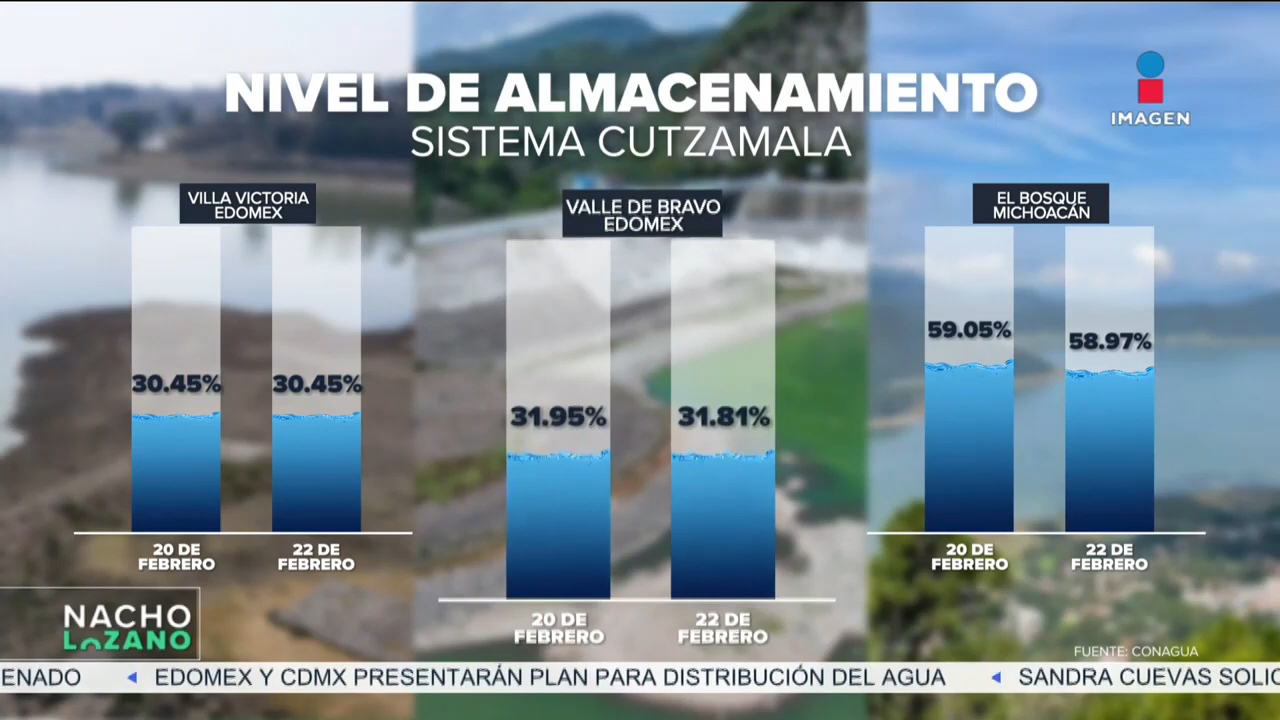 NIVEL DE ALMACENAMIENTO
SISTEMA CUTZAMALA
IMAGEN
VILLA VICTORIA
EDOMEX
30.45%
30.45%
20 DE
FEBRERO
22 DE
FEBRERO
VALLE DE BRAVO
EDOMEX
31.95%
31.81%
20 DE
FEBRERO
22 DE
FEBRERO
EL BOSQUE
MICHOACÁN
59.05%
58.97%
20 DE
FEBRERO
22 DE
FEBRERO
NACHO
LOZANO
FUENTE: CONAGUA
ENADO ◄ EDOMEX Y CDMX PRESENTARÁN PLAN PARA DISTRIBUCIÓN DEL AGUA ◄ SANDRA CUEVAS SOLIC